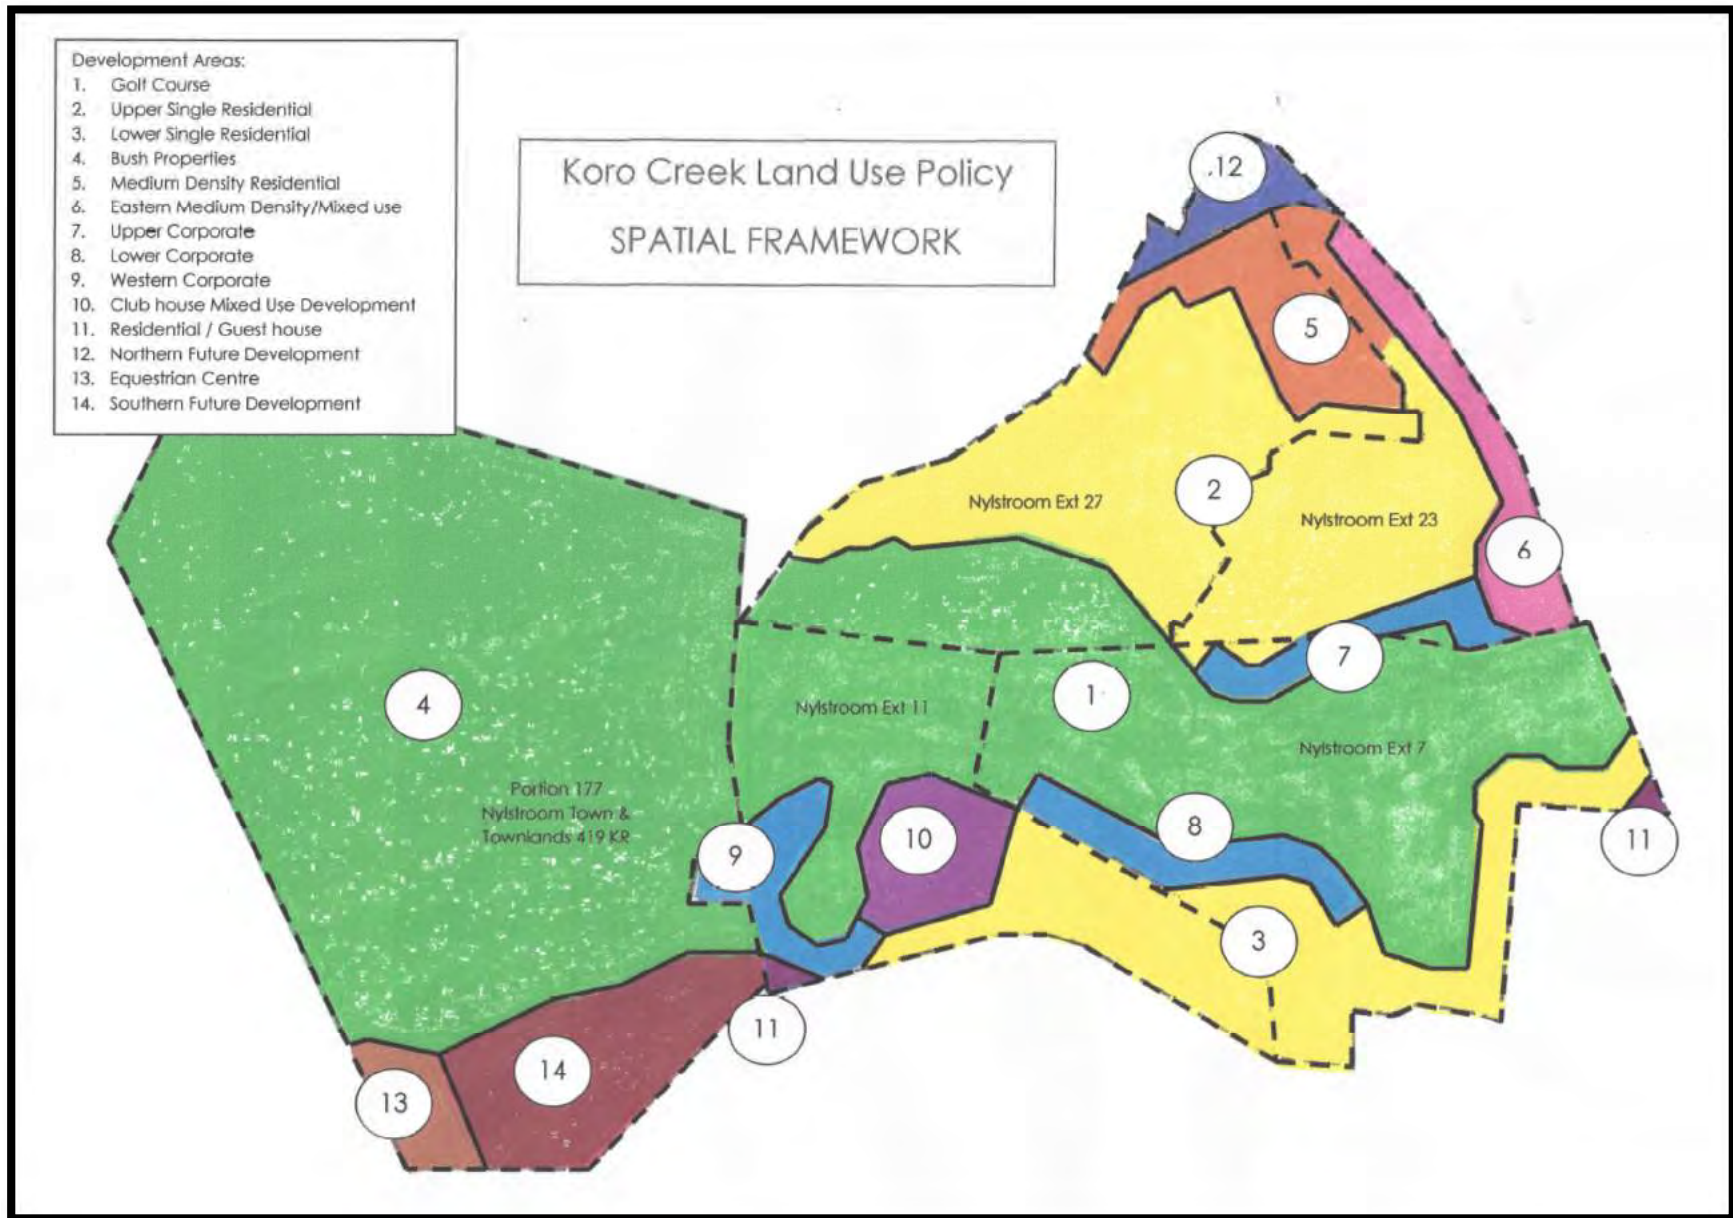 Development Areas:
1. Golf Course
2. Upper Single Residential
3. Lower Single Residential
4. Bush Properties
5. Medium Density Residential
6. Eastern Medium Density/Mixed use
7. Upper Corporate
8. Lower Corporate
9. Western Corporate
10. Club house Mixed Use Development
11. Residential / Guest house
12. Northern Future Development
13. Equestrian Centre
14. Southern Future Development
Koro Creek Land Use Policy
SPATIAL FRAMEWORK
12
5
2
Nylstroom Ext 27
Nylstroom Ext 23
6
7
4
1
Nylstroom Ext 11
Nylstroom Ext 7
Portion 177
Nylstroom Town &
Townlands 419 KR
9
10
8
11
3
11
14
13